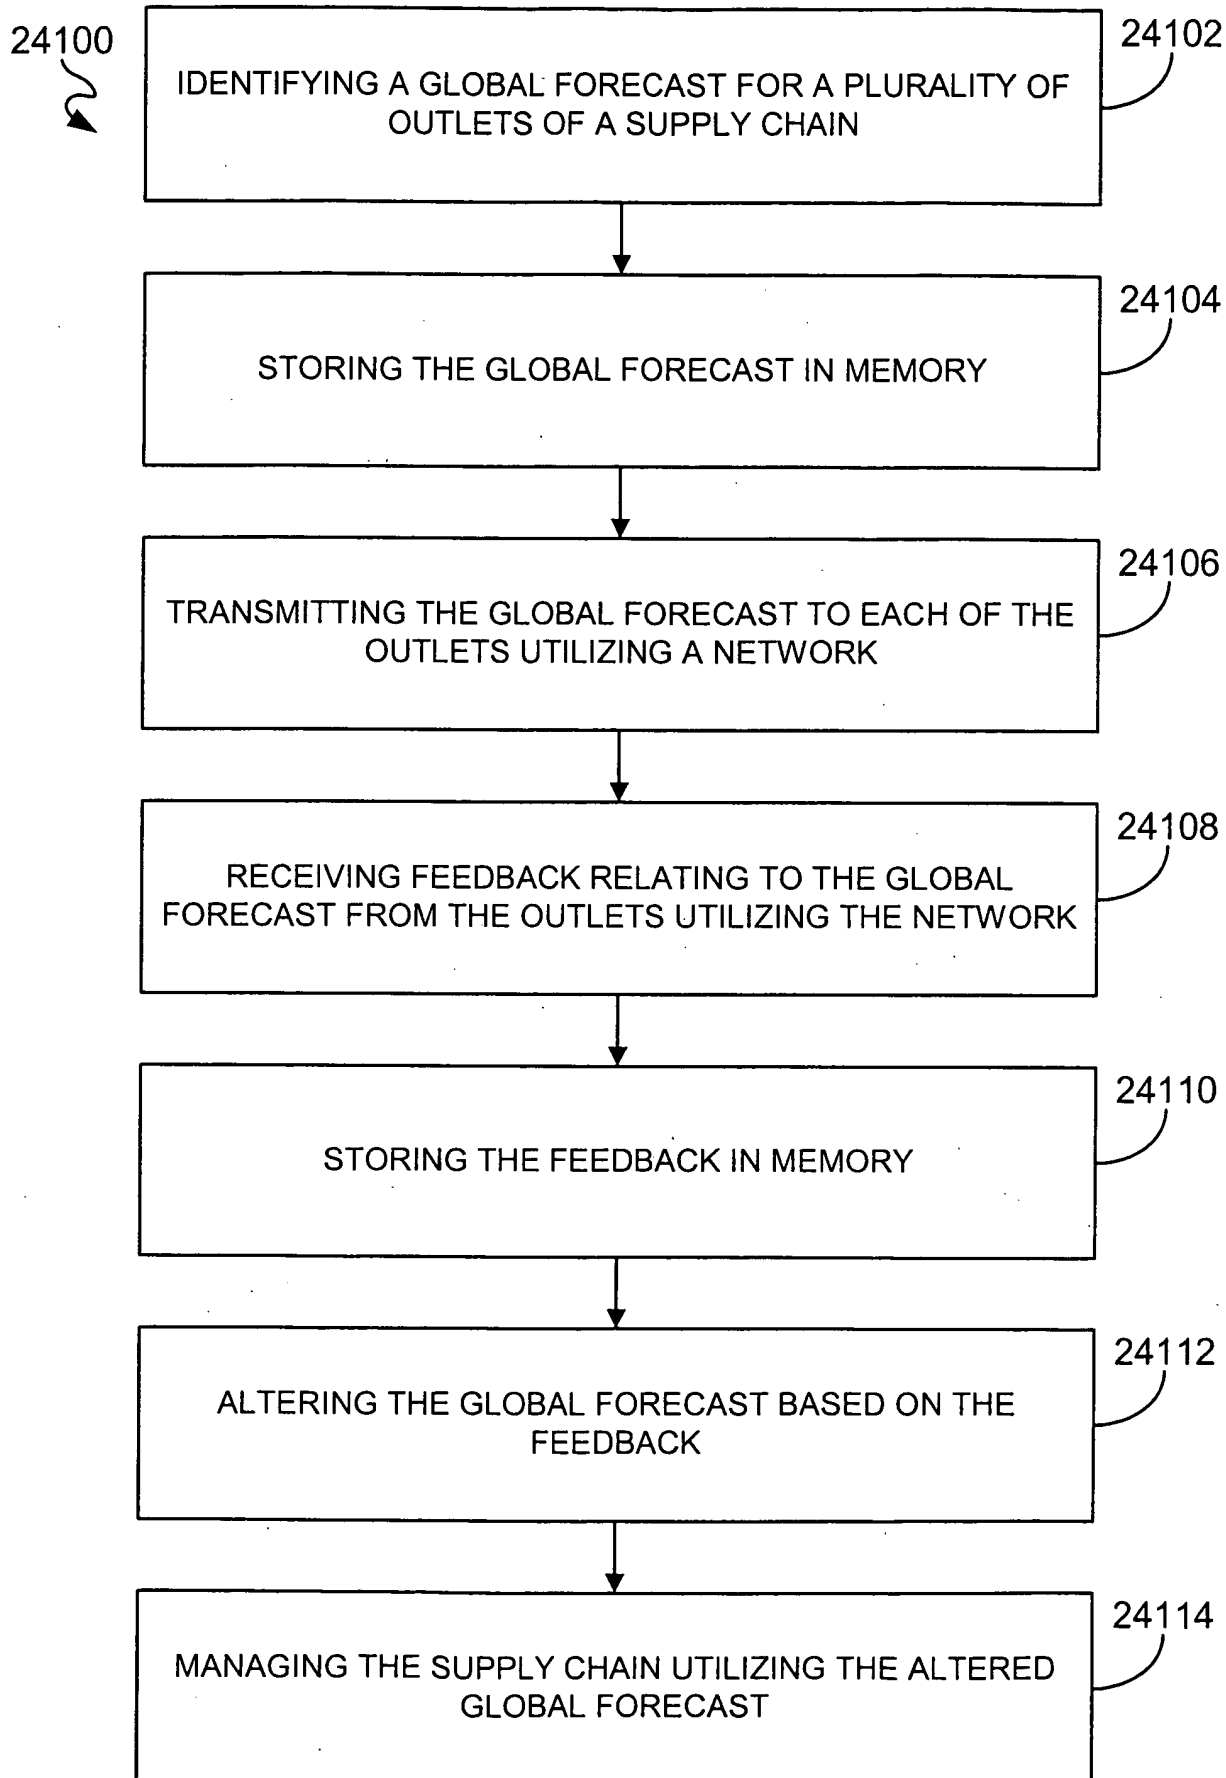 24100
24102
IDENTIFYING A GLOBAL FORECAST FOR A PLURALITY OF
OUTLETS OF A SUPPLY CHAIN
24104
STORING THE GLOBAL FORECAST IN MEMORY
24106
TRANSMITTING THE GLOBAL FORECAST TO EACH OF THE
OUTLETS UTILIZING A NETWORK
24108
RECEIVING FEEDBACK RELATING TO THE GLOBAL
FORECAST FROM THE OUTLETS UTILIZING THE NETWORK
24110
STORING THE FEEDBACK IN MEMORY
24112
ALTERING THE GLOBAL FORECAST BASED ON THE
FEEDBACK
24114
MANAGING THE SUPPLY CHAIN UTILIZING THE ALTERED
GLOBAL FORECAST